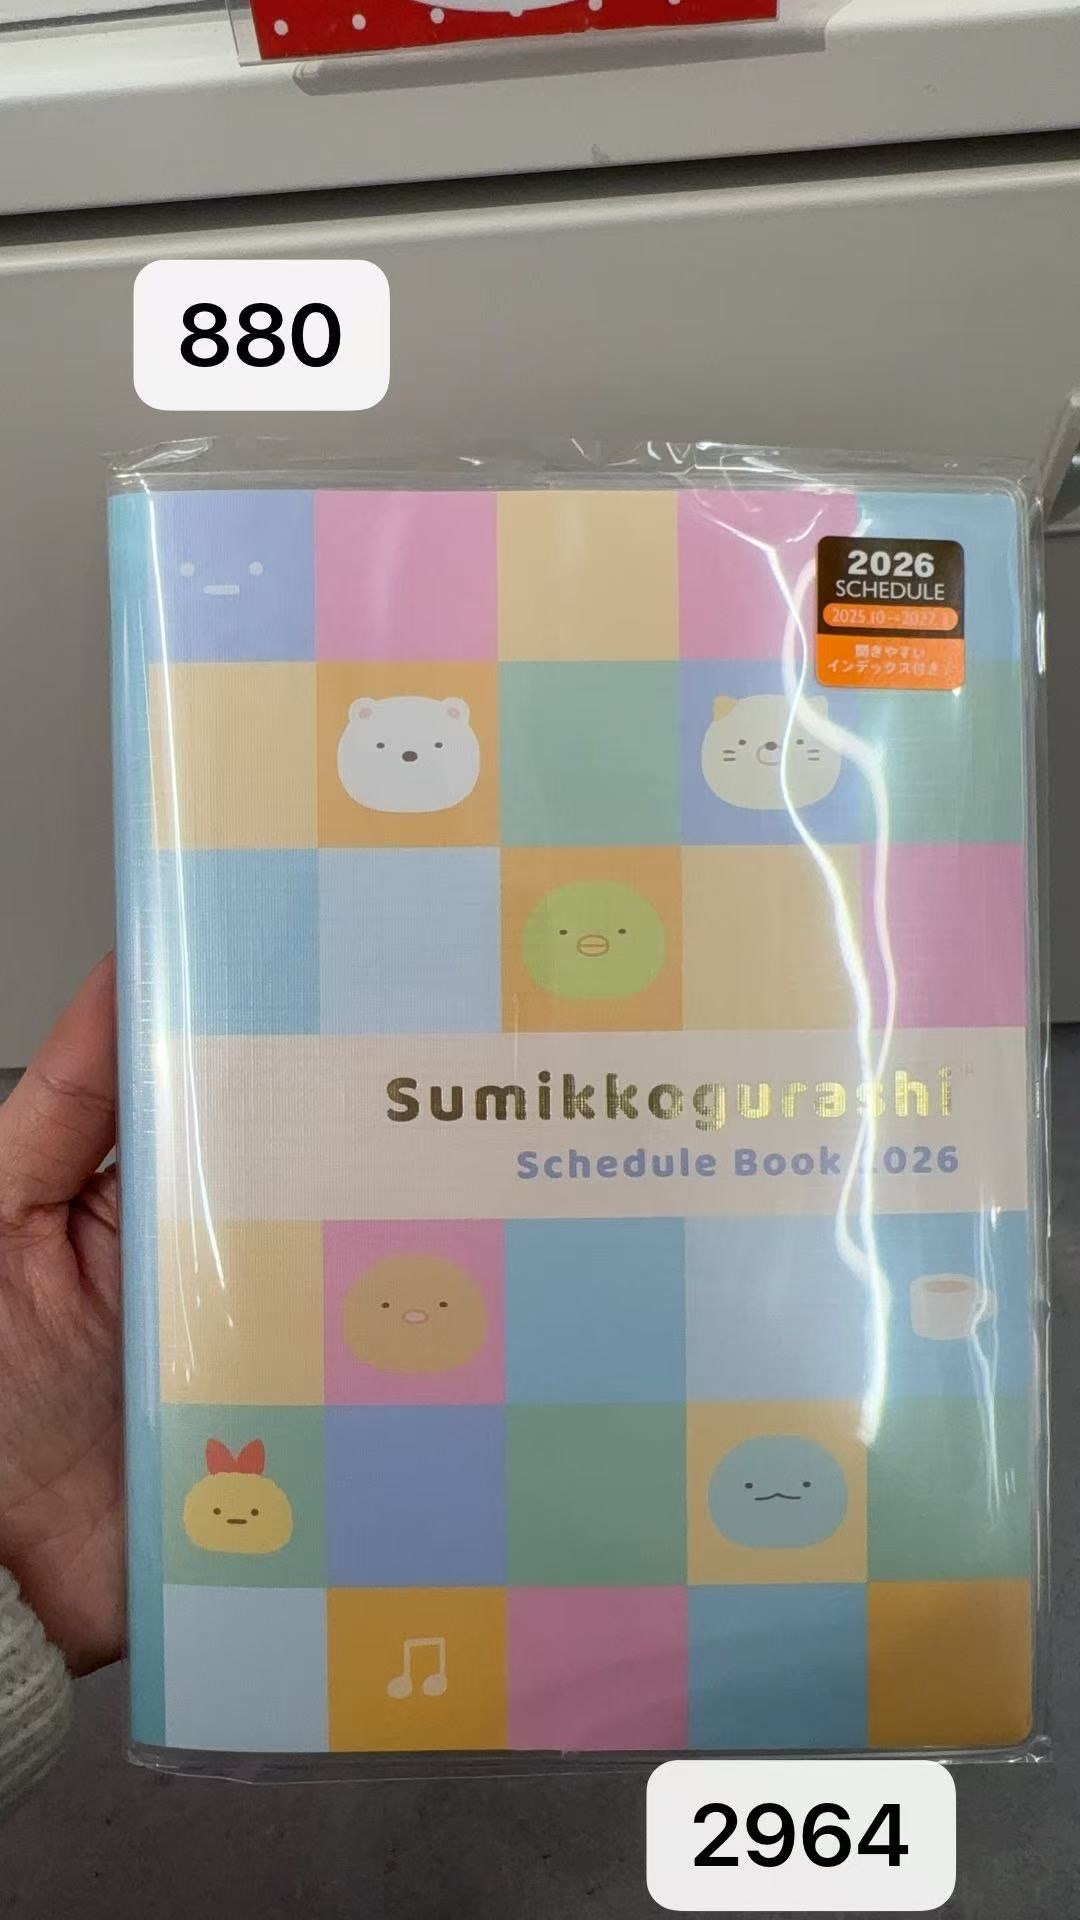 880
2026
SCHEDULE
2025.10→2027.3
開きやすい
インデックス付き
Sumikkogurashi
Schedule Book 2026
2964